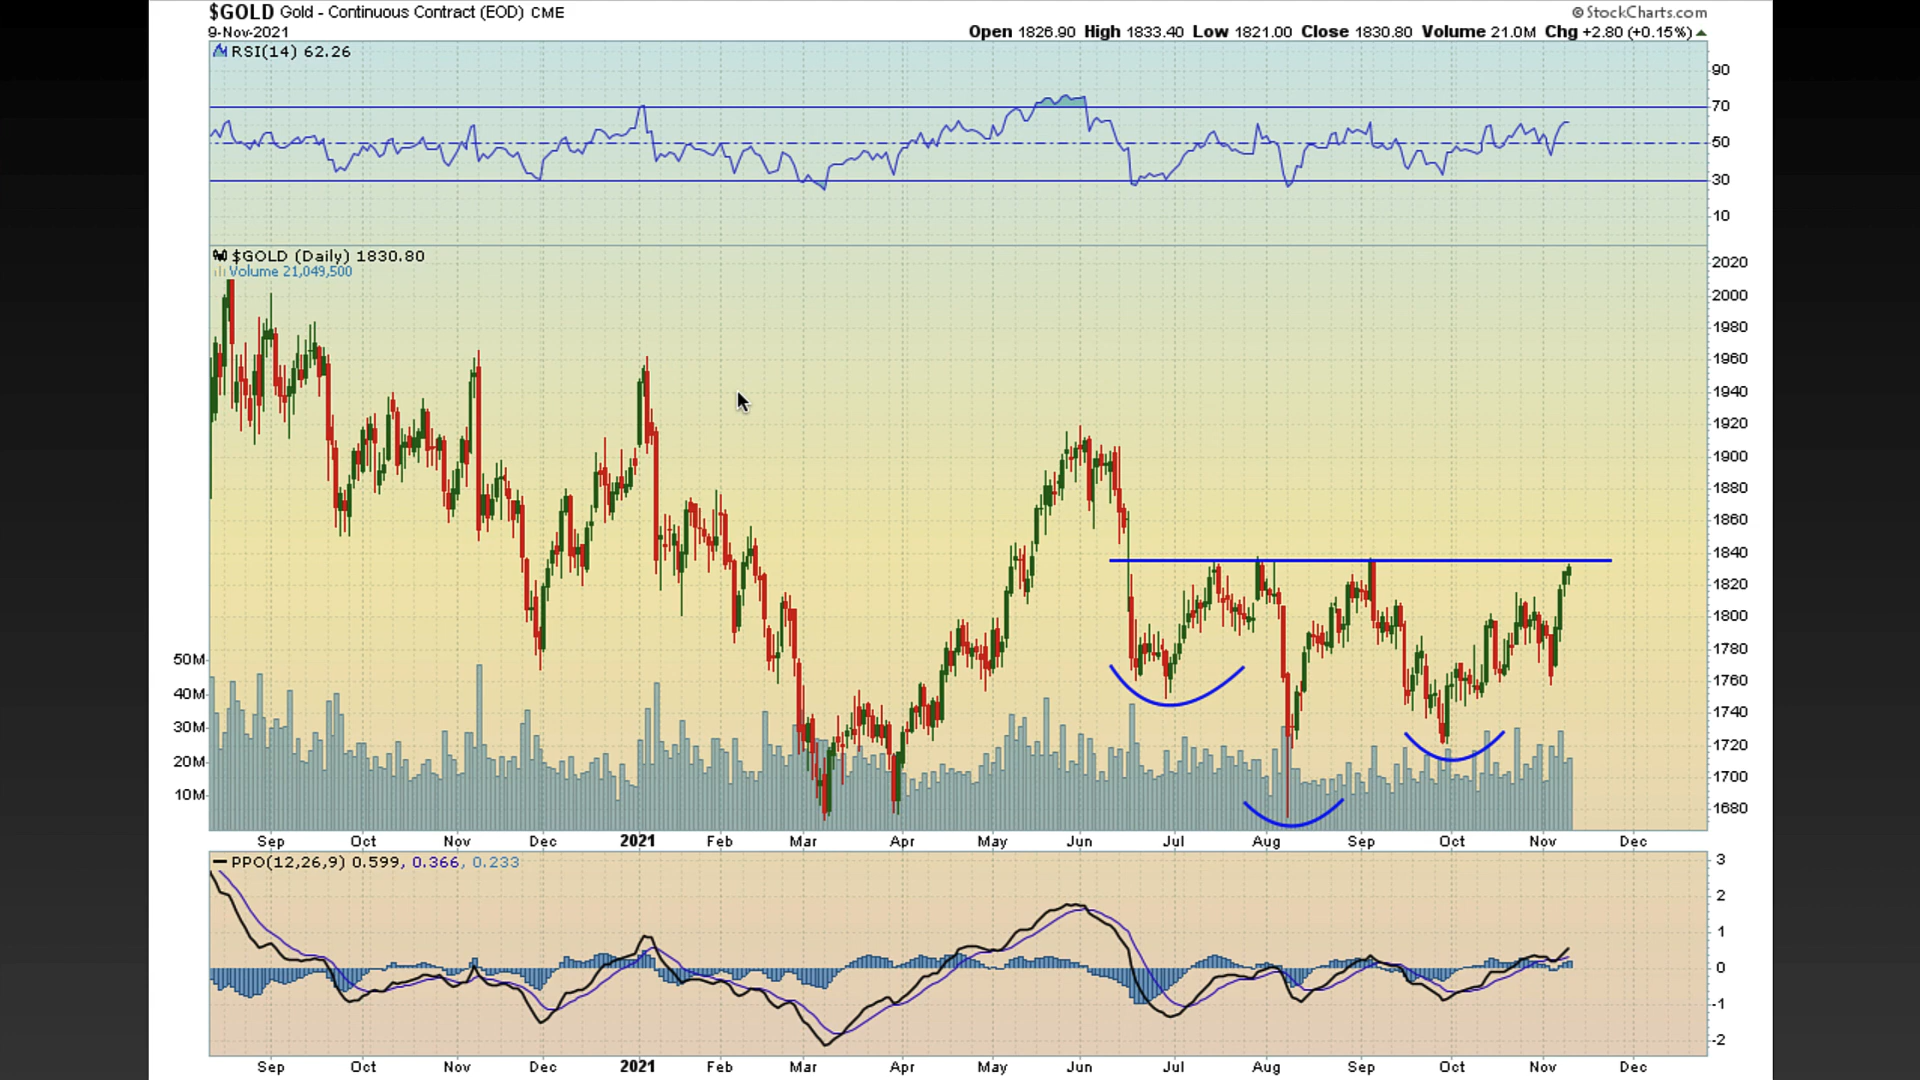 $GOLD Gold - Continuous Contract (EOD) CME
© StockCharts.com
9-Nov-2021
Open 1826.90 High 1833.40 Low 1821.00 Close 1830.80 Volume 21.0M Chg +2.80 (+0.15%)
RSI(14) 62.26
90
70
50
30
10
$GOLD (Daily) 1830.80
Volume 21,049,500
2020
2000
1980
1960
1940
1920
1900
1880
1860
1840
1820
1800
1780
1760
1740
1720
1700
1680
50M
40M
30M
20M
10M
Sep Oct Nov Dec 2021 Feb Mar Apr May Jun Jul Aug Sep Oct Nov Dec
PPO(12,26,9) 0.599, 0.366, 0.233
3
2
1
0
-1
-2
Sep Oct Nov Dec 2021 Feb Mar Apr May Jun Jul Aug Sep Oct Nov Dec